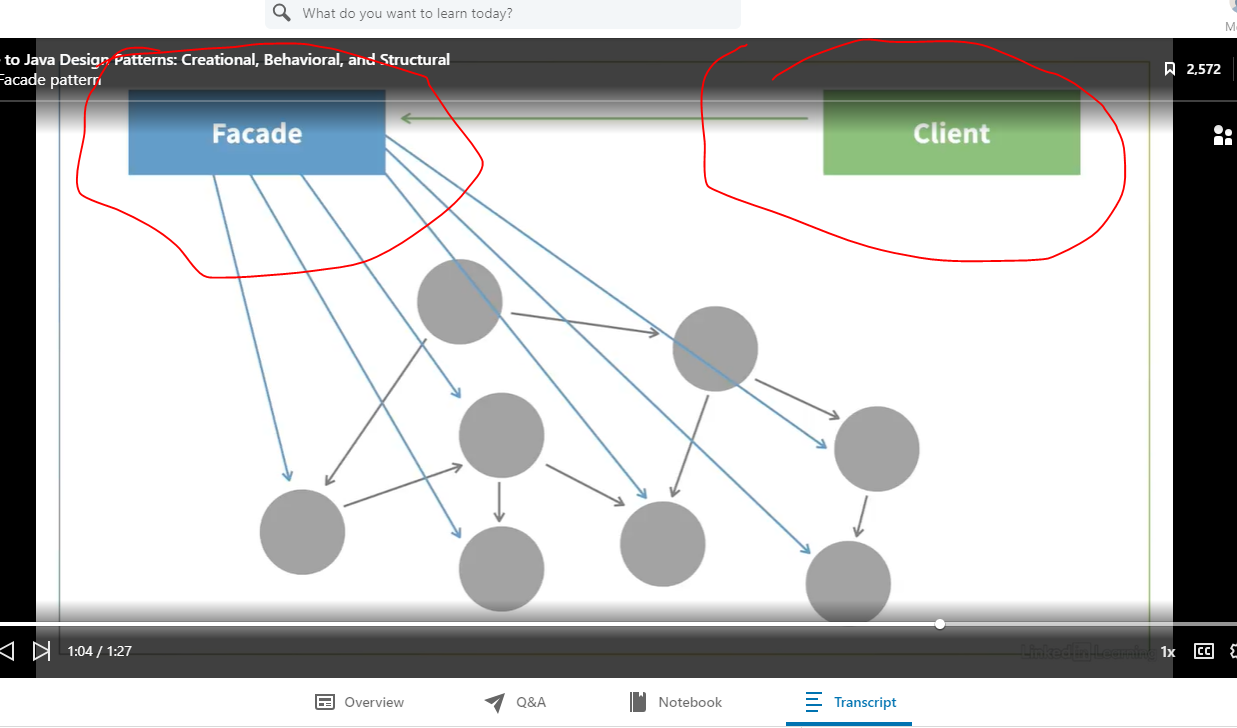 What do you want to learn today?
to Java Design Patterns: Creational, Behavioral, and Structural
Facade pattern
2,572
Facade
Client
1:04 / 1:27
1x
CC
Overview
Q&A
Notebook
Transcript